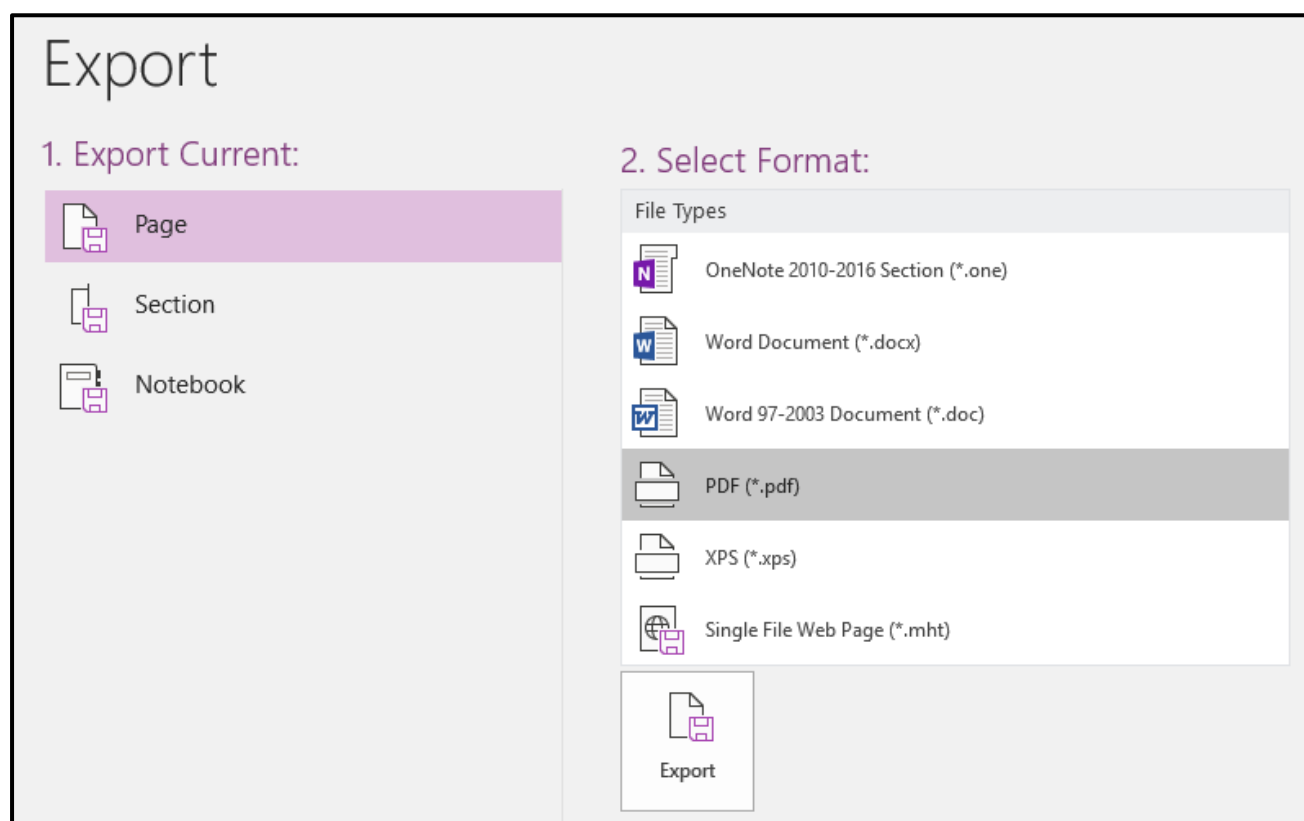 Export
1. Export Current:
Page
Section
Notebook
2. Select Format:
File Types
N
OneNote 2010-2016 Section (*.one)
W
Word Document (*.docx)
W
Word 97-2003 Document (*.doc)
PDF (*.pdf)
XPS (*.xps)
Single File Web Page (*.mht)
Export